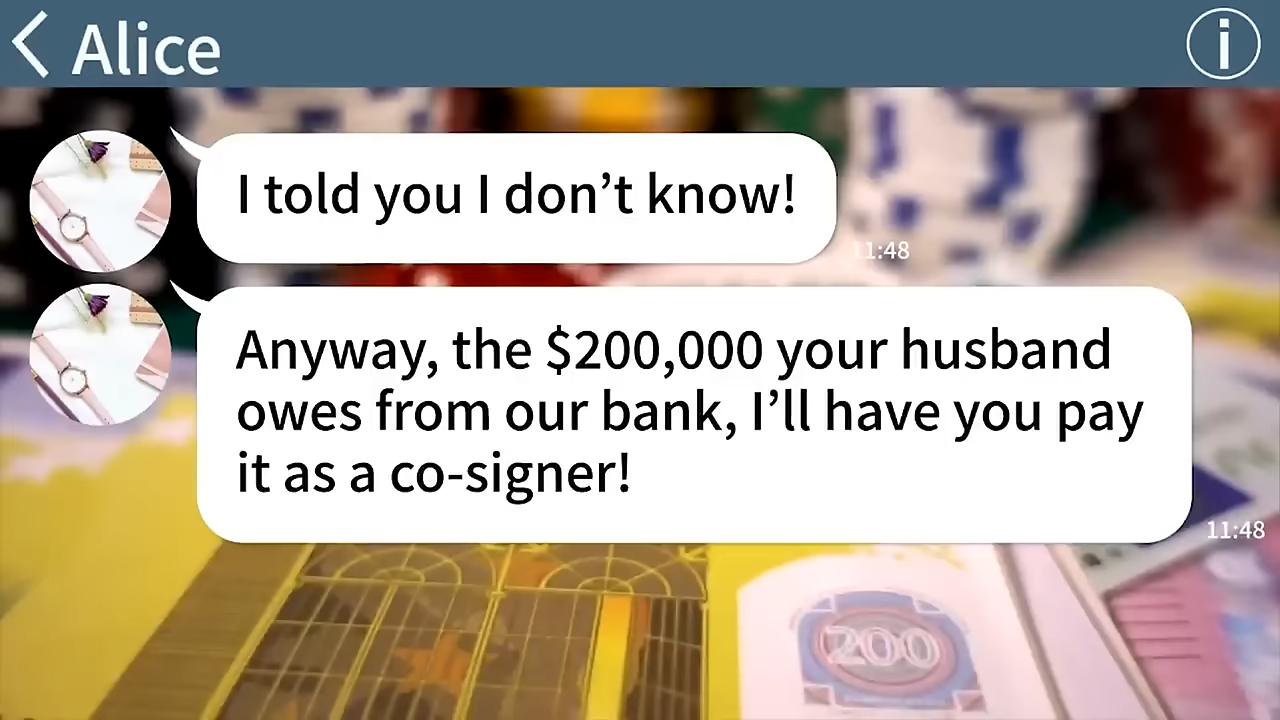 Alice
I told you I don’t know!
11:48
Anyway, the $200,000 your husband
owes from our bank, I’ll have you pay
it as a co-signer!
11:48
200